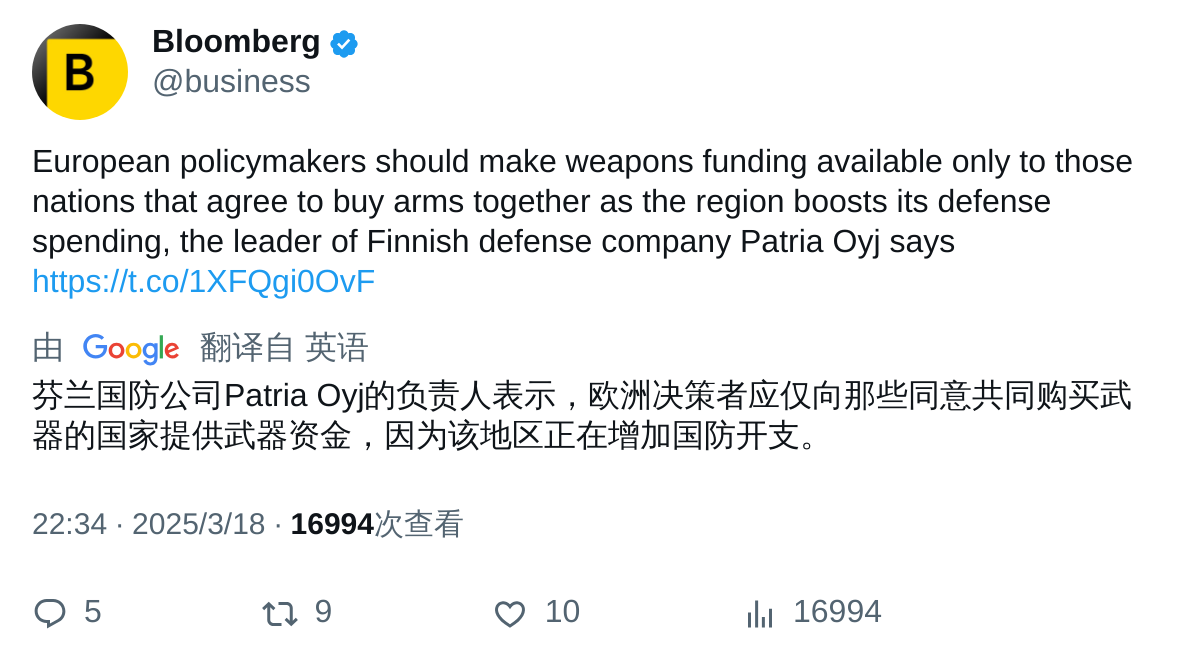 B
Bloomberg
@business
European policymakers should make weapons funding available only to those
nations that agree to buy arms together as the region boosts its defense
spending, the leader of Finnish defense company Patria Oyj says
https://t.co/1XFQgi0OvF
由 Google 翻译自 英语
芬兰国防公司Patria Oyj的负责人表示，欧洲决策者应仅向那些同意共同购买武
器的国家提供武器资金，因为该地区正在增加国防开支。
22:34 · 2025/3/18 · 16994次查看
5 9 10 16994